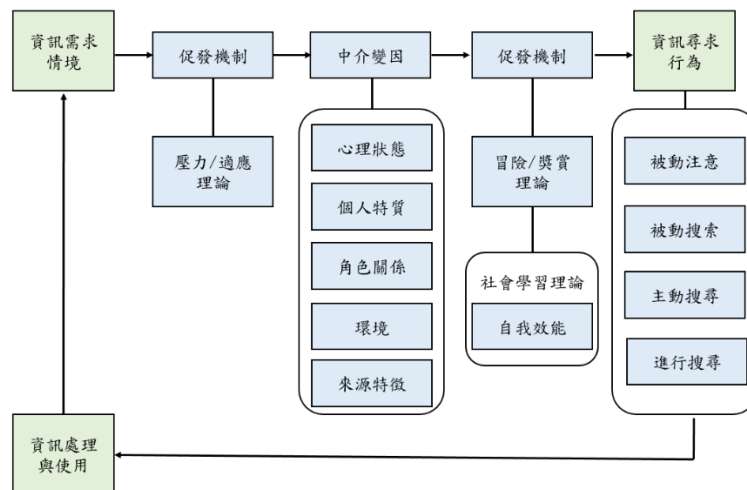 資訊需求
情境
促發機制
中介變因
促發機制
資訊尋求
行為
壓力/適應
理論
心理狀態
個人特質
角色關係
環境
來源特徵
冒險/獎賞
理論
社會學習理論
自我效能
被動注意
被動搜索
主動搜尋
進行搜尋
資訊處理
與使用